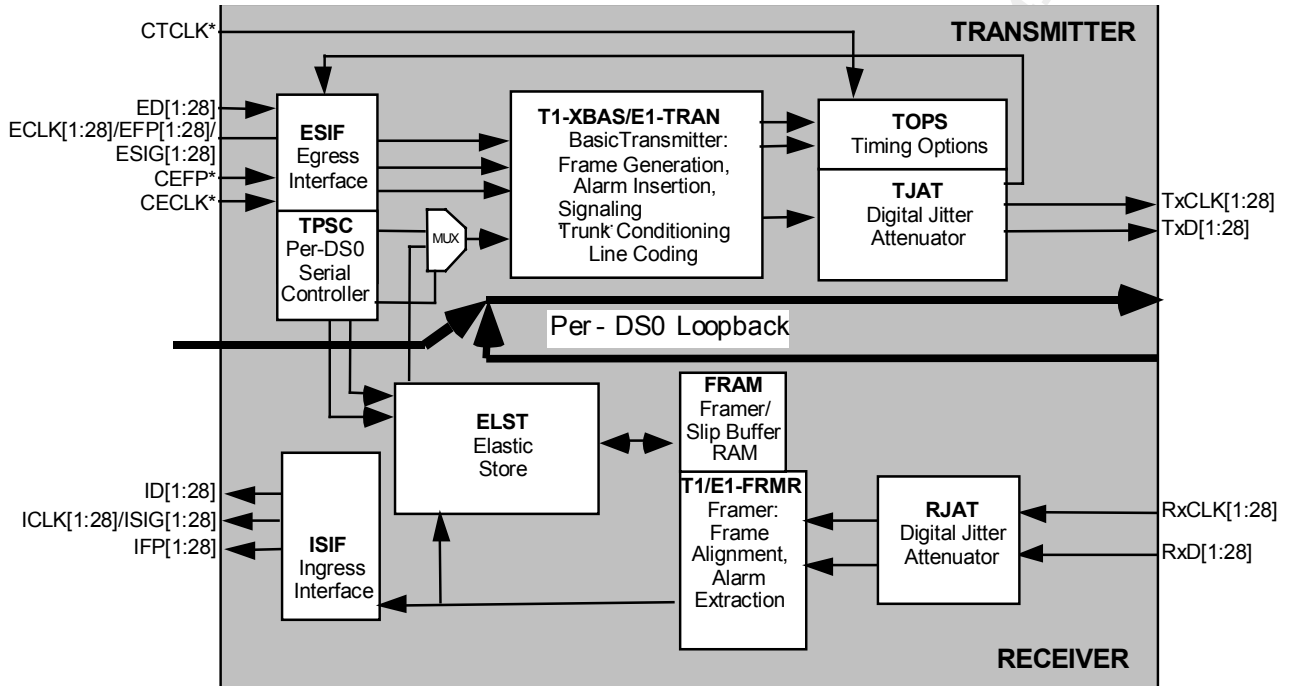 CTCLK*
TRANSMITTER
ED[1:28]
ECLK[1:28]/EFP[1:28]/
ESIG[1:28]
CEFP*
CECLK*
ESIF
Egress
Interface
TPSC
Per-DS0
Serial
Controller
MUX
T1-XBAS/E1-TRAN
BasicTransmitter:
Frame Generation,
Alarm Insertion,
Signaling
Trunk Conditioning
Line Coding
TOPS
Timing Options
TJAT
Digital Jitter
Attenuator
TxCLK[1:28]
TxD[1:28]
Per - DS0 Loopback
ELST
Elastic
Store
FRAM
Framer/
Slip Buffer
RAM
T1/E1-FRMR
Framer:
Frame
Alignment,
Alarm
Extraction
RJAT
Digital Jitter
Attenuator
RxCLK[1:28]
RxD[1:28]
ID[1:28]
ICLK[1:28]/ISIG[1:28]
IFP[1:28]
ISIF
Ingress
Interface
RECEIVER